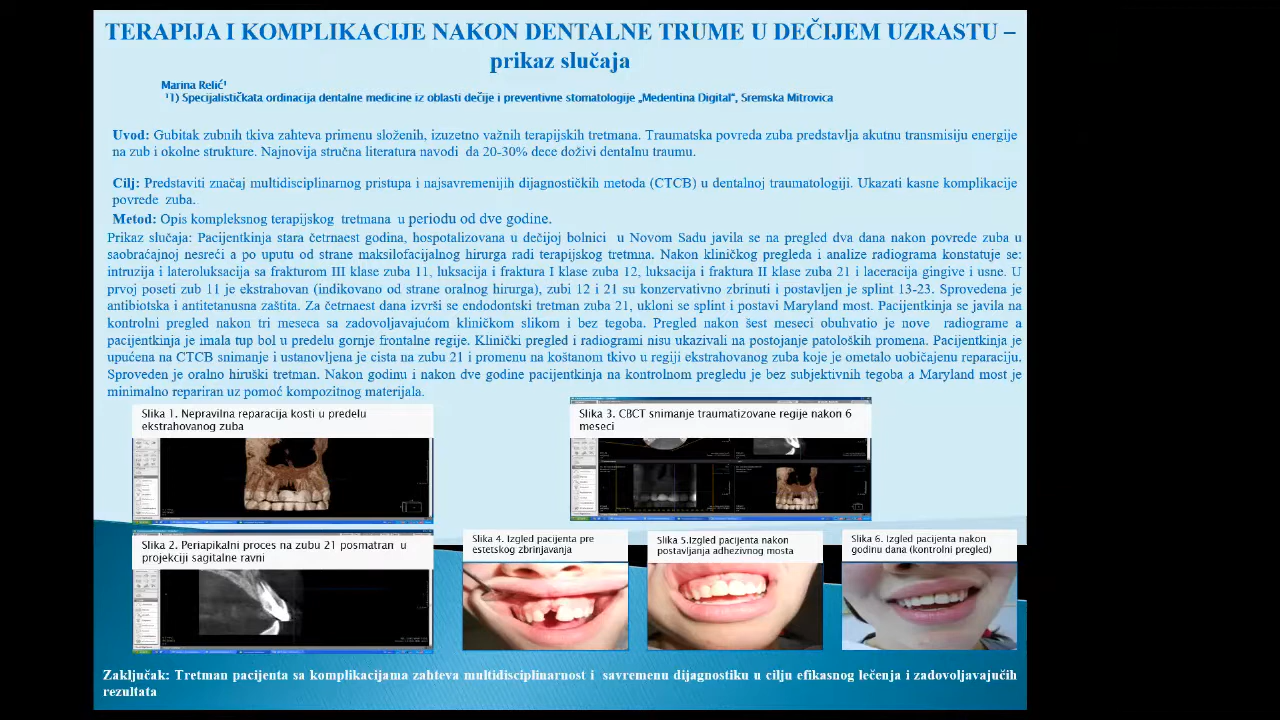 TERAPIJA I KOMPLIKACIJE NAKON DENTALNE TRUME U DEČIJEM UZRASTU –
prikaz slučaja
Marina Relić¹
¹1) Specijalističkata ordinacija dentalne medicine iz oblasti dečije i preventivne stomatologije „Medentina Digital“, Sremska Mitrovica
Uvod: Gubitak zubnih tkiva zahteva primenu složenih, izuzetno važnih terapijskih tretmana. Traumatska povreda zuba predstavlja akutnu transmisiju energije
na zub i okolne strukture. Najnovija stručna literatura navodi da 20-30% dece doživi dentalnu traumu.
Cilj: Predstaviti značaj multidisciplinarnog pristupa i najsavremenijih dijagnostičkih metoda (CTCB) u dentalnoj traumatologiji. Ukazati kasne komplikacije
povrede zuba.
Metod: Opis kompleksnog terapijskog tretmana u periodu od dve godine.
Prikaz slučaja: Pacijentkinja stara četrnaest godina, hospotalizovana u dečijoj bolnici u Novom Sadu javila se na pregled dva dana nakon povrede zuba u
saobraćajnoj nesreći a po uputu od strane maksilofacijalnog hirurga radi terapijskog tretmna. Nakon kliničkog pregleda i analize radiograma konstatuje se:
intruzija i lateroluksacija sa frakturom III klase zuba 11, luksacija i fraktura I klase zuba 12, luksacija i fraktura II klase zuba 21 i laceracija gingive i usne. U
prvoj poseti zub 11 je ekstrahovan (indikovano od strane oralnog hirurga), zubi 12 i 21 su konzervativno zbrinuti i postavljen je splint 13-23. Sprovedena je
antibiotska i antitetanusna zaštita. Za četrnaest dana izvrši se endodontski tretman zuba 21, ukloni se splint i postavi Maryland most. Pacijentkinja se javila na
kontrolni pregled nakon tri meseca sa zadovoljavajućom kliničkom slikom i bez tegoba. Pregled nakon šest meseci obuhvatio je nove radiograme a
pacijentkinja je imala tup bol u predelu gornje frontalne regije. Klinički pregled i radiogrami nisu ukazivali na postojanje patoloških promena. Pacijentkinja je
upućena na CTCB snimanje i ustanovljena je cista na zubu 21 i promenu na koštanom tkivo u regiji ekstrahovanog zuba koje je ometalo uobičajenu reparaciju.
Sproveden je oralno hiruški tretman. Nakon godinu i nakon dve godine pacijentkinja na kontrolnom pregledu je bez subjektivnih tegoba a Maryland most je
minimalno repariran uz pomoć kompozitnog materijala.
Slika 1. Nepravilna reparacija kosti u predelu
ekstrahovanog zuba
Slika 3. CBCT snimanje traumatizovane regije nakon 6
meseci
Slika 2. Periapikalni proces na zubu 21 posmatran u
projekciji sagitalne ravni
Slika 4. Izgled pacijenta pre
estetskog zbrinjavanja
Slika 5.Izgled pacijenta nakon
postavljanja adhezivnog mosta
Slika 6. Izgled pacijenta nakon
godinu dana (kontrolni pregled)
Zaključak: Tretman pacijenta sa komplikacijama zahteva multidisciplinarnost i savremenu dijagnostiku u cilju efikasnog lečenja i zadovoljavajučih
rezultata